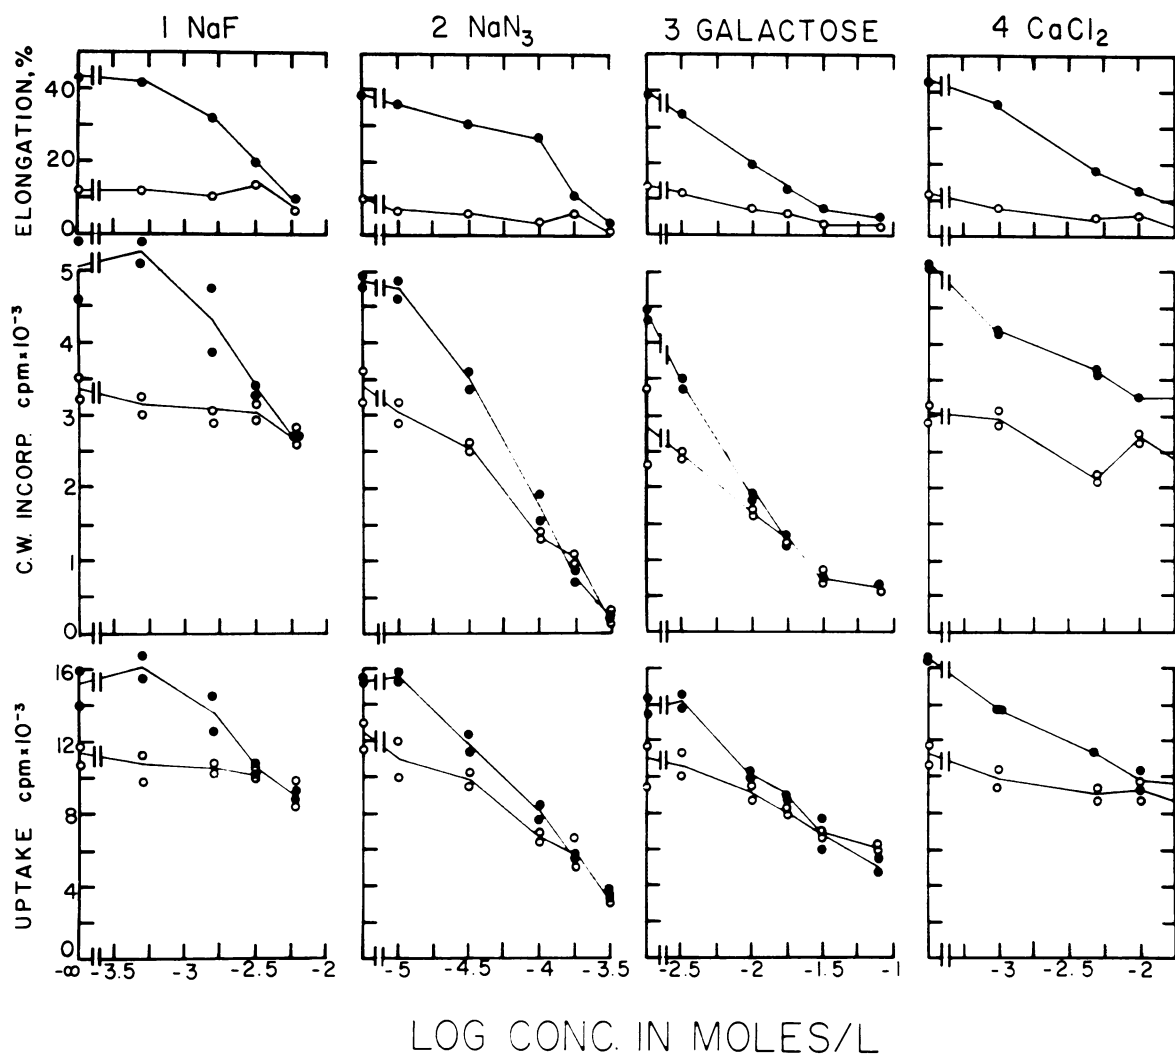 1 NaF 2 NaN3 3 GALACTOSE 4 CaCl2
ELONGATION, %
40
20
0
C.W. INCORP. cpm×10⁻³
5
4
3
2
1
0
UPTAKE cpm×10⁻³
16
12
8
4
0
-∞ -3.5 -3 -2.5 -2 -5 -4.5 -4 -3.5 -2.5 -2 -1.5 -1 -3 -2.5 -2
LOG CONC. IN MOLES/L